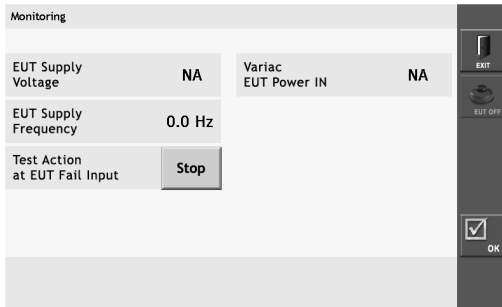 Monitoring
EXIT
EUT Supply
Voltage
NA
Variac
EUT Power IN
NA
EUT OFF
EUT Supply
Frequency
0.0 Hz
Test Action
at EUT Fail Input
Stop
OK